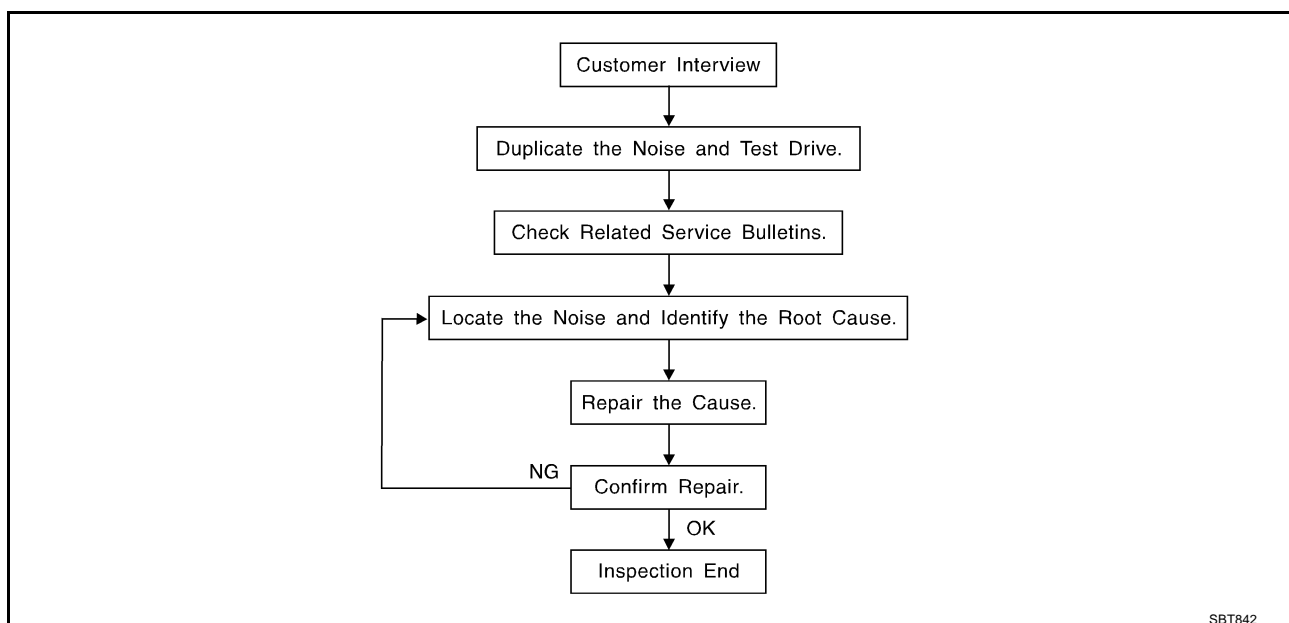 Customer Interview
Duplicate the Noise and Test Drive.
Check Related Service Bulletins.
Locate the Noise and Identify the Root Cause.
Repair the Cause.
NG
Confirm Repair.
OK
Inspection End
SBT842